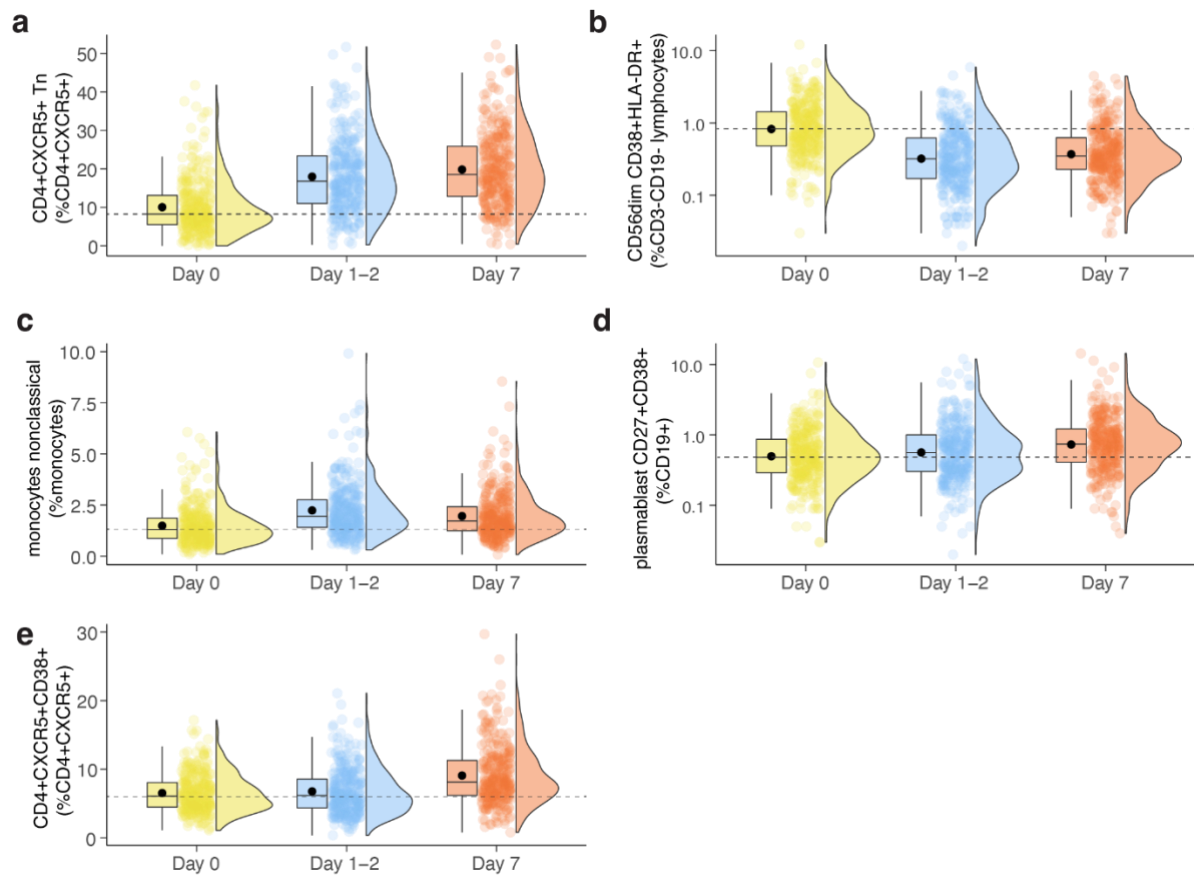 a
CD4+CXCR5+ Tn
(%CD4+CXCR5+)
50
40
30
20
10
0
Day 0
Day 1−2
Day 7
b
CD56dim CD38+HLA-DR+
(%CD3-CD19- lymphocytes)
10.0
1.0
0.1
Day 0
Day 1−2
Day 7
c
monocytes nonclassical
(%monocytes)
10.0
7.5
5.0
2.5
0.0
Day 0
Day 1−2
Day 7
d
plasmablast CD27+CD38+
(%CD19+)
10.0
1.0
0.1
Day 0
Day 1−2
Day 7
e
CD4+CXCR5+CD38+
(%CD4+CXCR5+)
30
20
10
0
Day 0
Day 1−2
Day 7